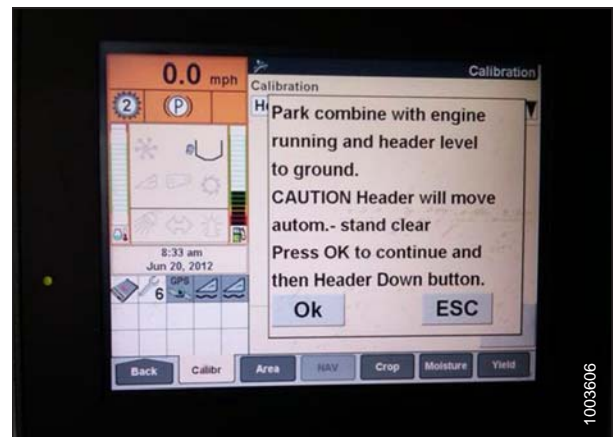 0.0 mph
Calibration
Calibration
2
P
He
Park combine with engine
running and header level
to ground.
CAUTION Header will move
autom.- stand clear
Press OK to continue and
then Header Down button.
Ok
ESC
8:33 am
Jun 20, 2012
6
GPS
Back
Calibr
Area
NAV
Crop
Moisture
Yield
1003606